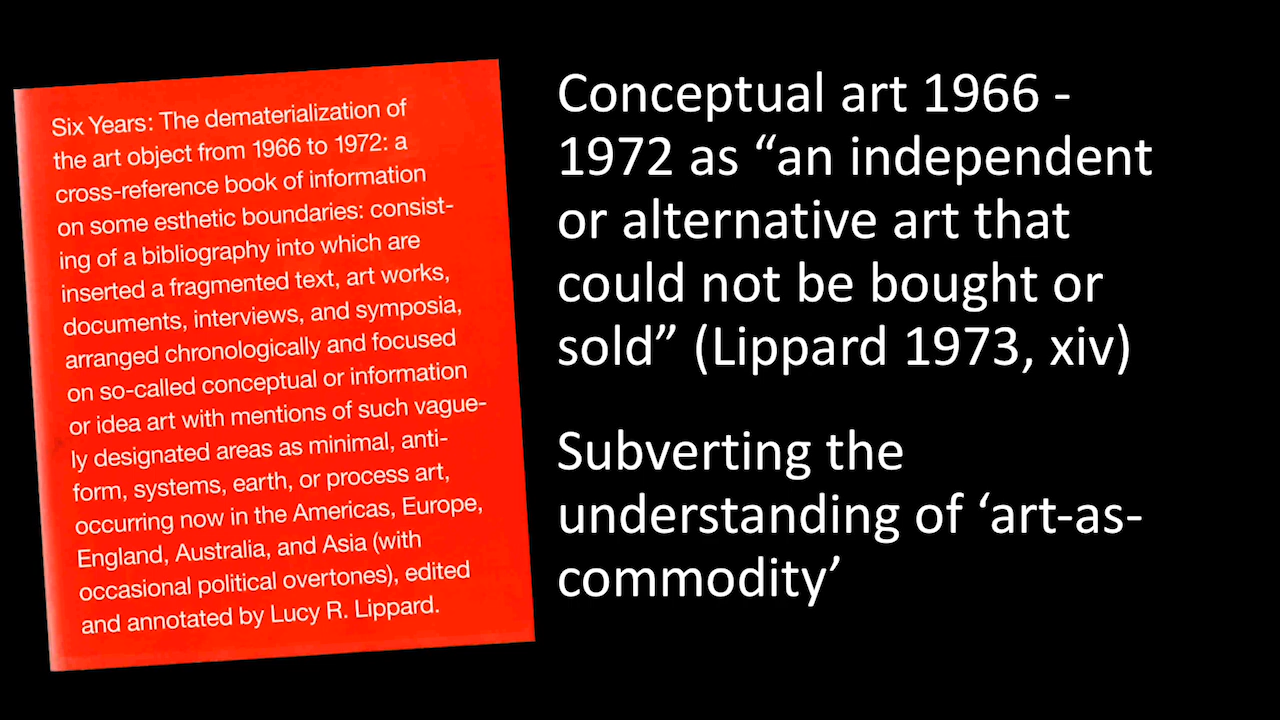 Six Years: The dematerialization of
the art object from 1966 to 1972: a
cross-reference book of information
on some esthetic boundaries: consist-
ing of a bibliography into which are
inserted a fragmented text, art works,
documents, interviews, and symposia,
arranged chronologically and focused
on so-called conceptual or information
or idea art with mentions of such vague-
ly designated areas as minimal, anti-
form, systems, earth, or process art,
occurring now in the Americas, Europe,
England, Australia, and Asia (with
occasional political overtones), edited
and annotated by Lucy R. Lippard.
Conceptual art 1966 -
1972 as “an independent
or alternative art that
could not be bought or
sold” (Lippard 1973, xiv)
Subverting the
understanding of ‘art-as-
commodity’